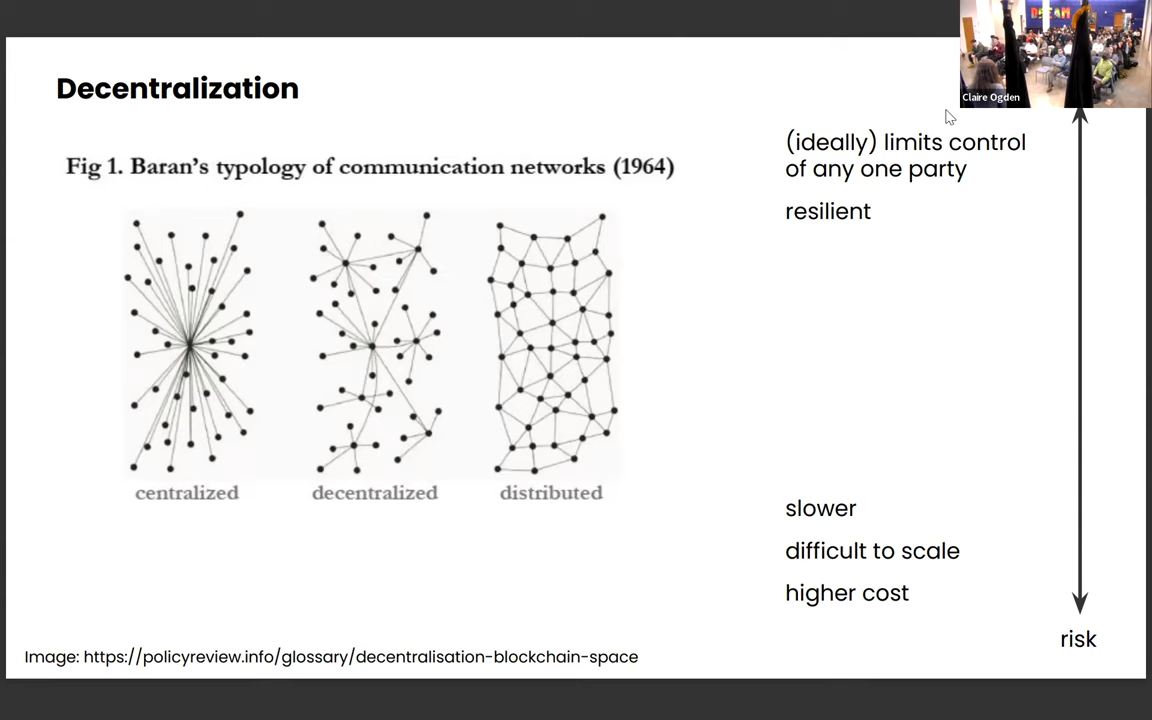 Decentralization
Fig 1. Baran's typology of communication networks (1964)
centralized
decentralized
distributed
Image: https://policyreview.info/glossary/decentralisation-blockchain-space
DREAM
Claire Ogden
(ideally) limits control
of any one party
resilient
slower
difficult to scale
higher cost
risk